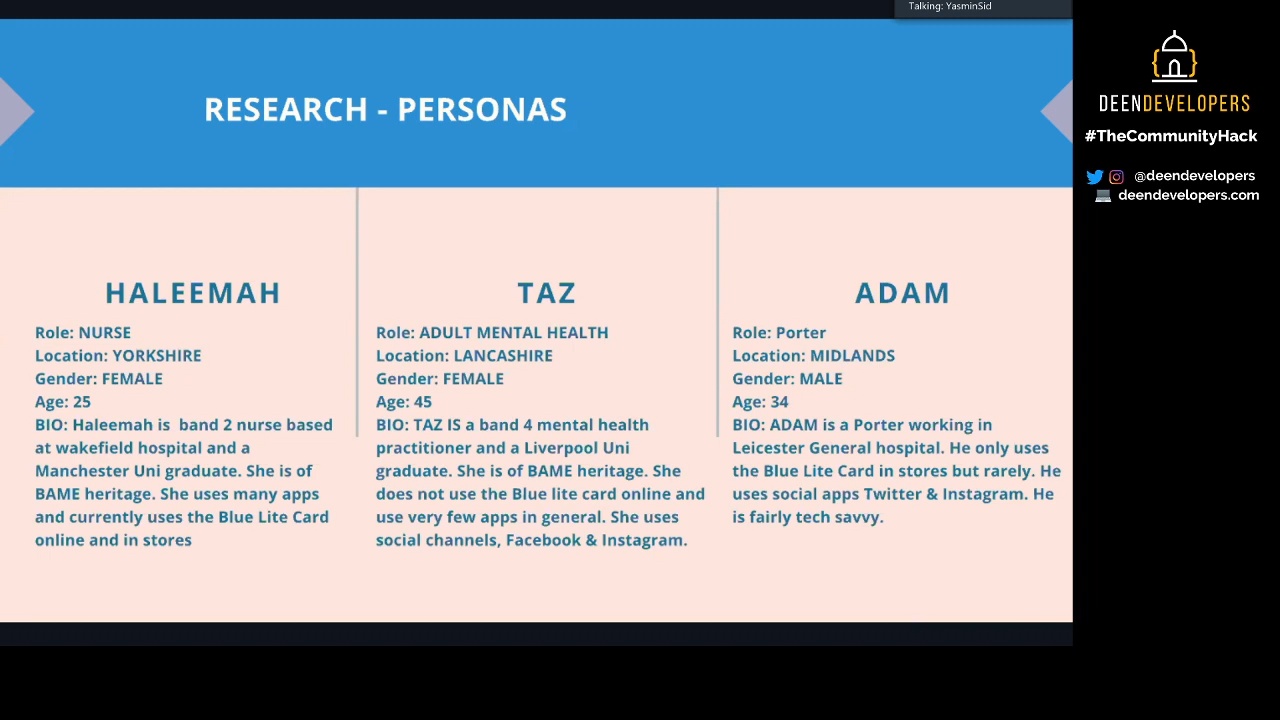 Talking: YasminSid
RESEARCH - PERSONAS
HALEEMAH
Role: NURSE
Location: YORKSHIRE
Gender: FEMALE
Age: 25
BIO: Haleemah is band 2 nurse based
at wakefield hospital and a
Manchester Uni graduate. She is of
BAME heritage. She uses many apps
and currently uses the Blue Lite Card
online and in stores
TAZ
Role: ADULT MENTAL HEALTH
Location: LANCASHIRE
Gender: FEMALE
Age: 45
BIO: TAZ IS a band 4 mental health
practitioner and a Liverpool Uni
graduate. She is of BAME heritage. She
does not use the Blue lite card online and
use very few apps in general. She uses
social channels, Facebook & Instagram.
ADAM
Role: Porter
Location: MIDLANDS
Gender: MALE
Age: 34
BIO: ADAM is a Porter working in
Leicester General hospital. He only uses
the Blue Lite Card in stores but rarely. He
uses social apps Twitter & Instagram. He
is fairly tech savvy.
DEENDEVELOPERS
#TheCommunityHack
@deendevelopers
deendevelopers.com